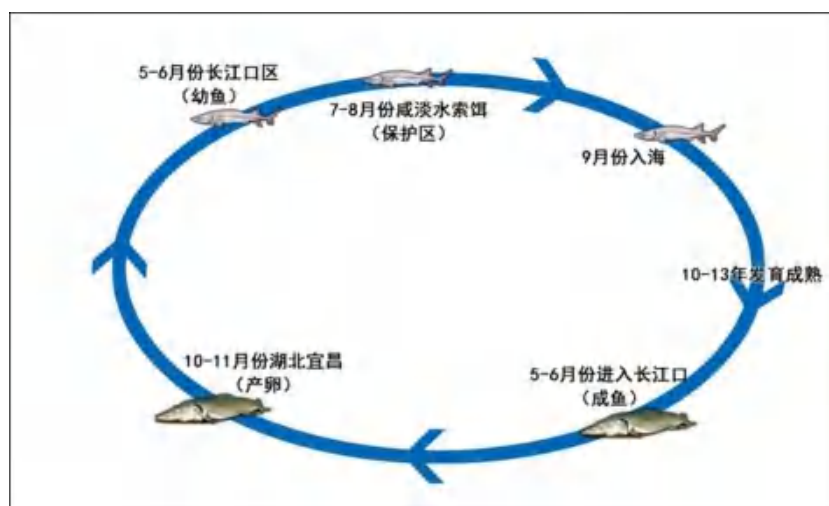 5-6月份长江口区
（幼鱼）
7-8月份咸淡水索饵
（保护区）
9月份入海
10-13年发育成熟
5-6月份进入长江口
（成鱼）
10-11月份湖北宜昌
（产卵）